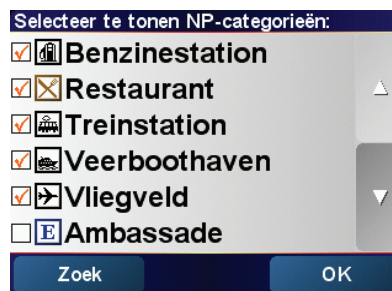 Selecteer te tonen NP-categorieën:
Benzinestation
Restaurant
Treinstation
Veerboothaven
Vliegveld
E Ambassade
Zoek OK